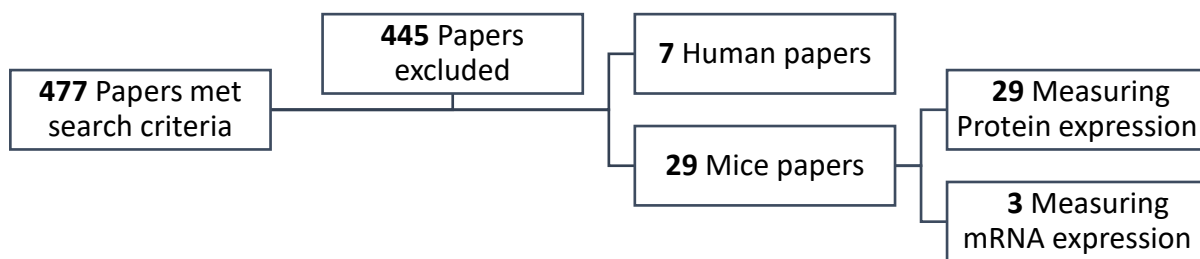 477 Papers met
search criteria
445 Papers
excluded
7 Human papers
29 Mice papers
29 Measuring
Protein expression
3 Measuring
mRNA expression